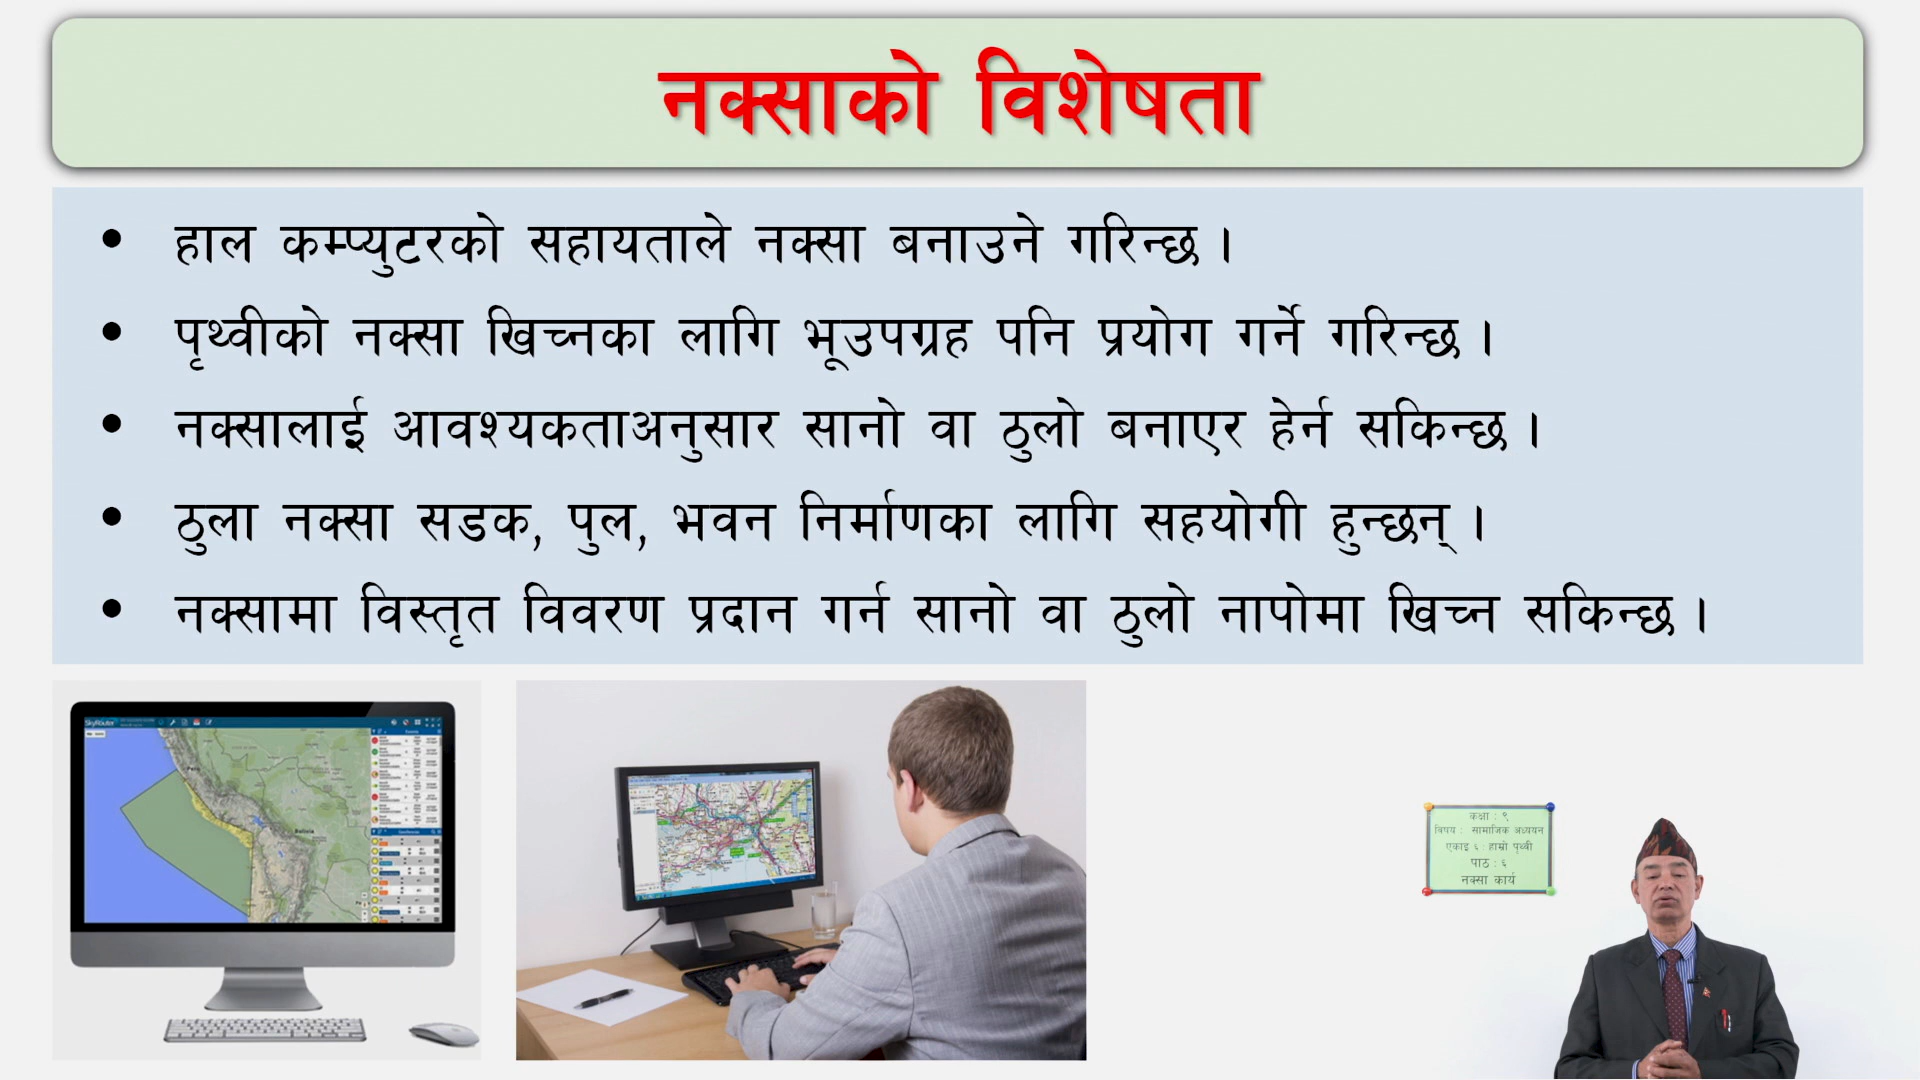 नक्साको विशेषता
• हाल कम्प्युटरको सहायताले नक्सा बनाउने गरिन्छ ।
• पृथ्वीको नक्सा खिच्नका लागि भूउपग्रह पनि प्रयोग गर्ने गरिन्छ ।
• नक्सालाई आवश्यकताअनुसार सानो वा ठुलो बनाएर हेर्न सकिन्छ ।
• ठुला नक्सा सडक, पुल, भवन निर्माणका लागि सहयोगी हुन्छन् ।
• नक्सामा विस्तृत विवरण प्रदान गर्न सानो वा ठुलो नापोमा खिच्न सकिन्छ ।
SkyRouter
Bolivia
कक्षा : ९
विषय : सामाजिक अध्ययन
एकाइ ६ : हाम्रो पृथ्वी
पाठ : ६
नक्सा कार्य